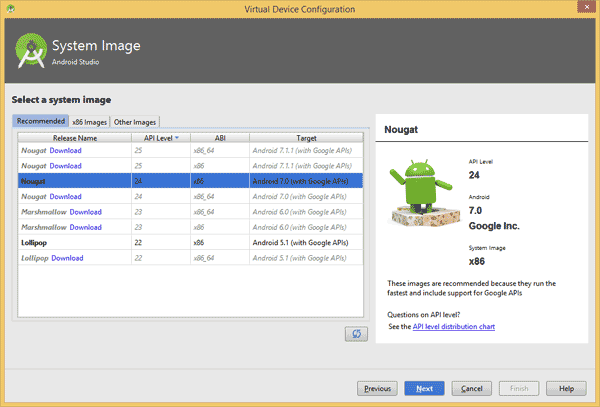 Virtual Device Configuration
System Image
Android Studio
Select a system image
Recommended x86 Images Other Images
Release Name API Level ABI Target
Nougat Download 25 x86_64 Android 7.1.1 (with Google APIs)
Nougat Download 25 x86 Android 7.1.1 (with Google APIs)
Nougat 24 x86 Android 7.0 (with Google APIs)
Nougat Download 24 x86_64 Android 7.0 (with Google APIs)
Marshmallow Download 23 x86_64 Android 6.0 (with Google APIs)
Marshmallow Download 23 x86 Android 6.0 (with Google APIs)
Lollipop 22 x86 Android 5.1 (with Google APIs)
Lollipop Download 22 x86_64 Android 5.1 (with Google APIs)
Nougat
API Level
24
Android
7.0
Google Inc.
System Image
x86
These images are recommended because they run the
fastest and include support for Google APIs
Questions on API level?
See the API level distribution chart
Previous Next Cancel Finish Help